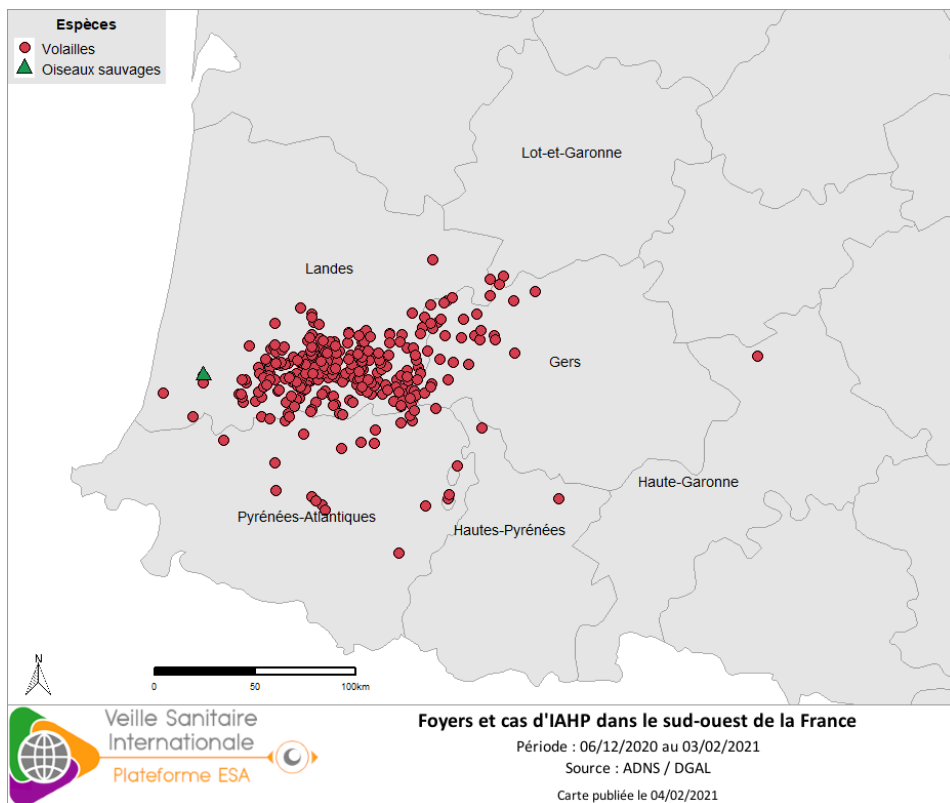 Espèces
Volailles
Oiseaux sauvages
Lot-et-Garonne
Landes
Gers
Haute-Garonne
Pyrénées-Atlantiques
Hautes-Pyrénées
N
0 50 100km
Veille Sanitaire
Internationale
Plateforme ESA
Foyers et cas d'IAHP dans le sud-ouest de la France
Période : 06/12/2020 au 03/02/2021
Source : ADNS / DGAL
Carte publiée le 04/02/2021